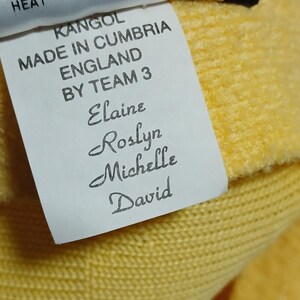 HEAT
KANGOL
MADE IN CUMBRIA
ENGLAND
BY TEAM 3
Elaine
Roslyn
Michelle
David